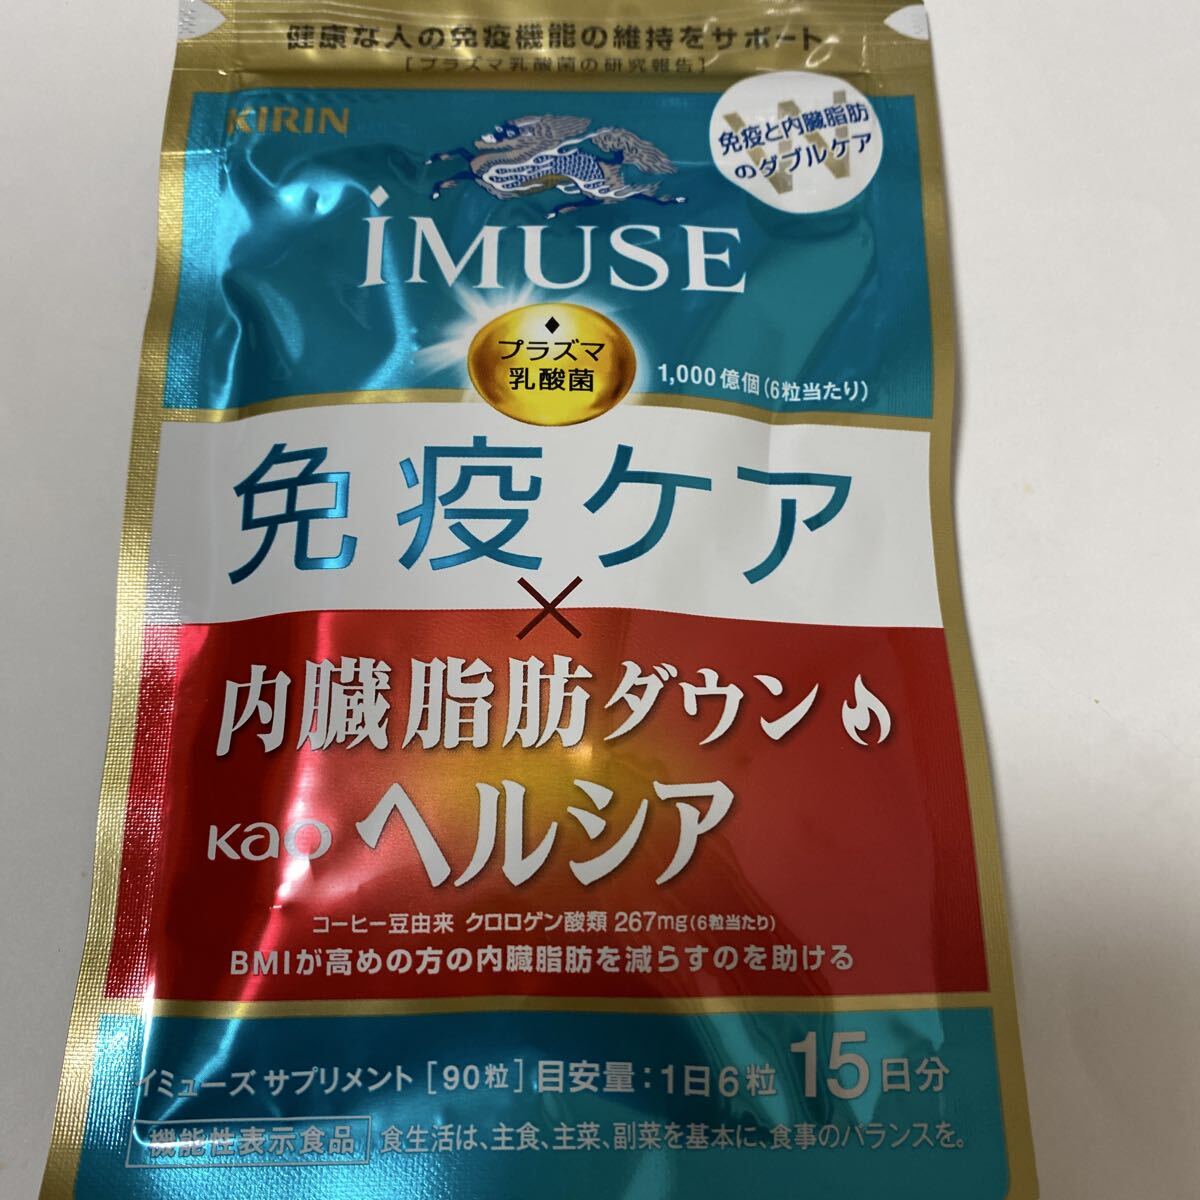 健康な人の免疫機能の維持をサポート
[プラズマ乳酸菌の研究報告]
KIRIN
免疫と内臓脂肪
のダブルケア
W
iMUSE
プラズマ
乳酸菌
1,000億個(6粒当たり)
免疫ケア
×
内臓脂肪ダウン
Kao ヘルシア
コーヒー豆由来 クロロゲン酸類 267mg(6粒当たり)
BMIが高めの方の内臓脂肪を減らすのを助ける
イミューズ サプリメント [90粒] 目安量:1日6粒 15日分
機能性表示食品 食生活は、主食、主菜、副菜を基本に、食事のバランスを。